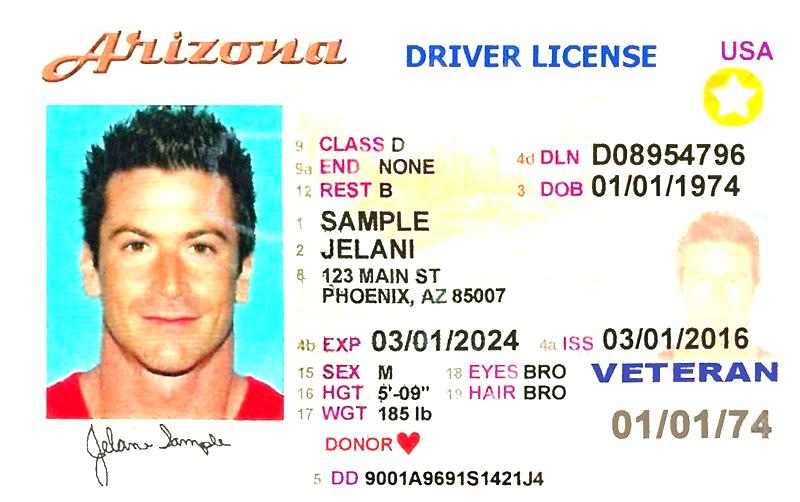 Arizona DRIVER LICENSE USA
9 CLASS D
9a END NONE
4d DLN D08954796
12 REST B
3 DOB 01/01/1974
1 SAMPLE
2 JELANI
8 123 MAIN ST
PHOENIX, AZ 85007
4b EXP 03/01/2024 4a ISS 03/01/2016
15 SEX M 18 EYES BRO
VETERAN
16 HGT 5'-09" 19 HAIR BRO
17 WGT 185 lb
01/01/74
DONOR
Jelani Sample
5 DD 9001A9691S1421J4